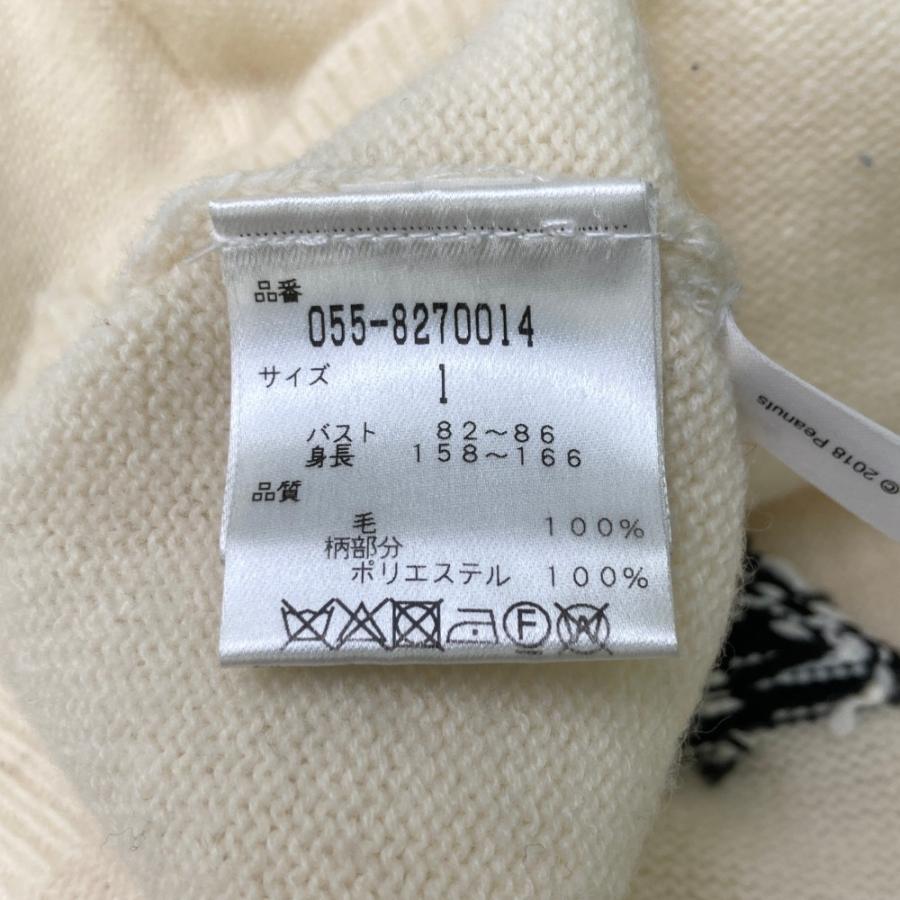 品番
055-8270014
サイズ 1
バスト 82～86
身長 158～166
品質
毛 100%
柄部分
ポリエステル 100%
F
W
© 2018 Peanuts